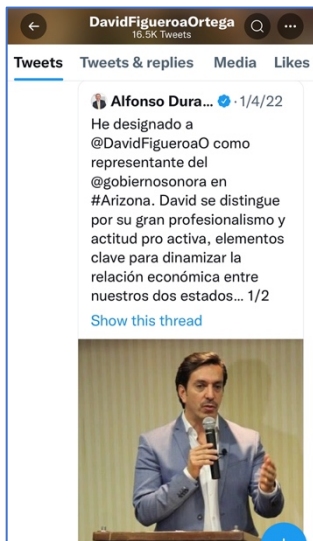 DavidFigueroaOrtega
16.5K Tweets
Tweets Tweets & replies Media Likes
Alfonso Dura... · 1/4/22
He designado a
@DavidFigueroaO como
representante del
@gobiernosonora en
#Arizona. David se distingue
por su gran profesionalismo y
actitud pro activa, elementos
clave para dinamizar la
relación económica entre
nuestros dos estados... 1/2
Show this thread